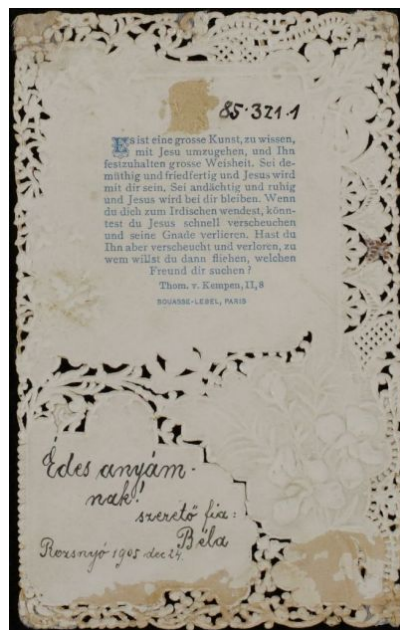 85.321.1
Es ist eine grosse Kunst, zu wissen,
mit Jesu umzugehen, und Ihn
festzuhalten grosse Weisheit. Sei de-
müthig und friedfertig und Jesus wird
mit dir sein. Sei andächtig und ruhig
und Jesus wird bei dir bleiben. Wenn
du dich zum Irdischen wendest, könn-
test du Jesus schnell verscheuchen
und seine Gnade verlieren. Hast du
Ihn aber verscheucht und verloren, zu
wem willst du dann fliehen, welchen
Freund dir suchen?
Thom. v. Kempen, II, 8
BOUASSE-LEBEL, PARIS
Édes anyám-
nak!
szerető fia:
Béla
Rozsnyó 1905 dec 24.